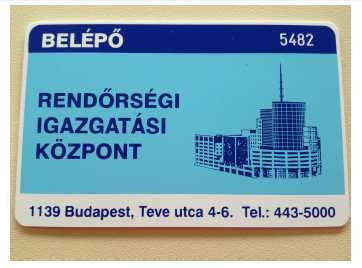 BELÉPŐ 5482
RENDŐRSÉGI
IGAZGATÁSI
KÖZPONT
1139 Budapest, Teve utca 4-6. Tel.: 443-5000